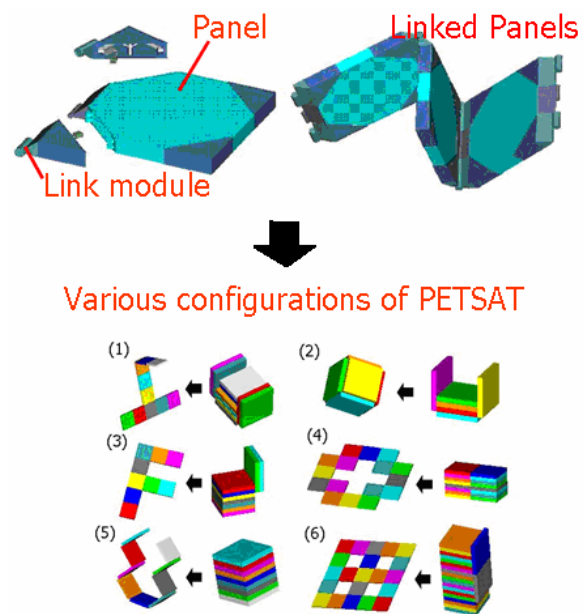 Panel
Linked Panels
Link module
Various configurations of PETSAT
(1)
(2)
(3)
(4)
(5)
(6)